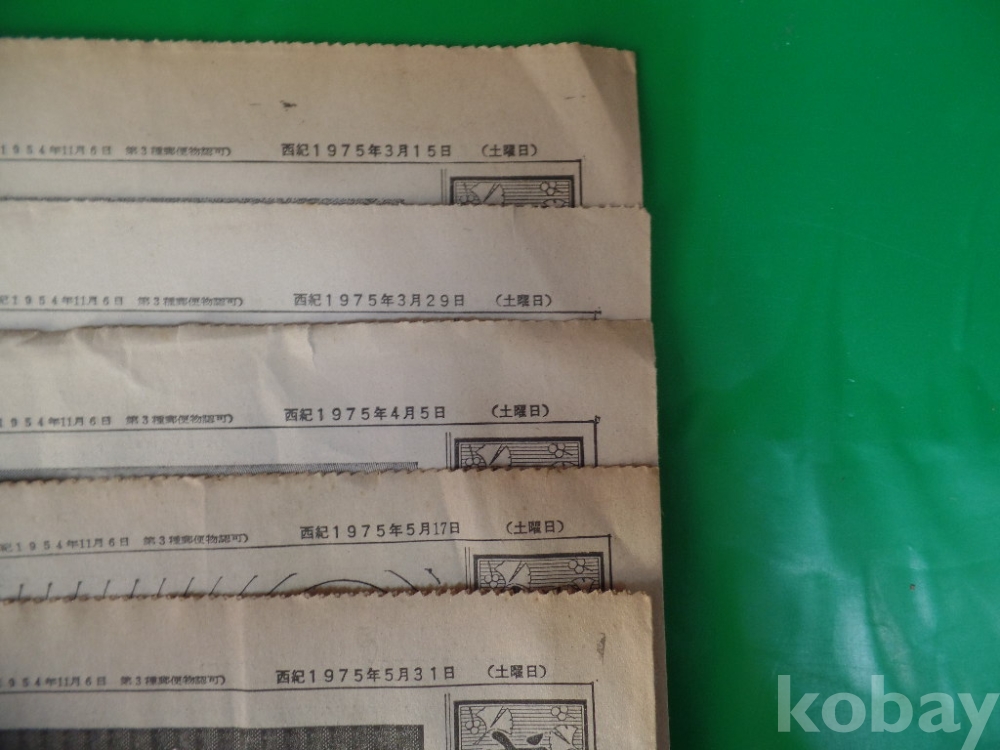 1954年11月6日 第3種郵便物認可) 西紀1975年3月15日 (土曜日)
紀1954年11月6日 第3種郵便物認可) 西紀1975年3月29日 (土曜日)
1954年11月6日 第3種郵便物認可) 西紀1975年4月5日 (土曜日)
紀1954年11月6日 第3種郵便物認可) 西紀1975年5月17日 (土曜日)
1954年11月6日 第3種郵便物認可) 西紀1975年5月31日 (土曜日)
kobay